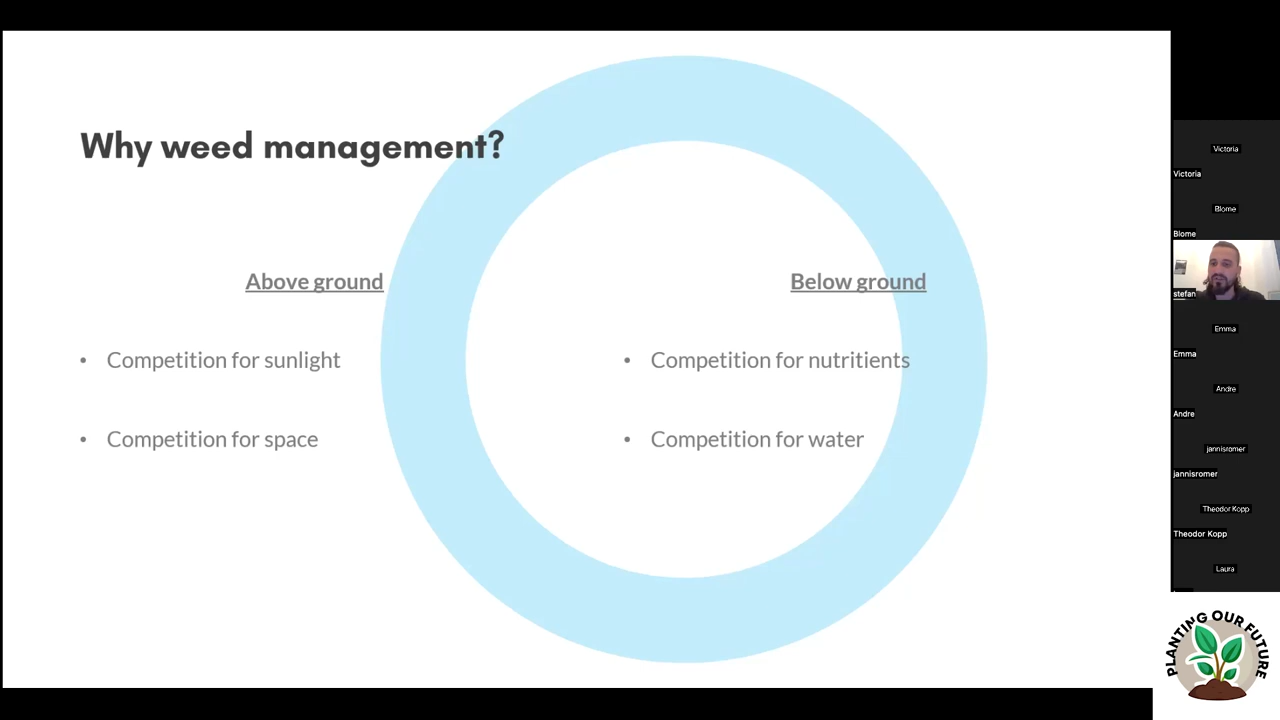 Why weed management?
Above ground
Below ground
• Competition for sunlight
• Competition for nutritients
• Competition for space
• Competition for water
Victoria
Victoria
Blome
Blome
stefan
Emma
Emma
Andre
Andre
jannisromer
jannisromer
Theodor Kopp
Theodor Kopp
Laura
PLANTING OUR FUTURE